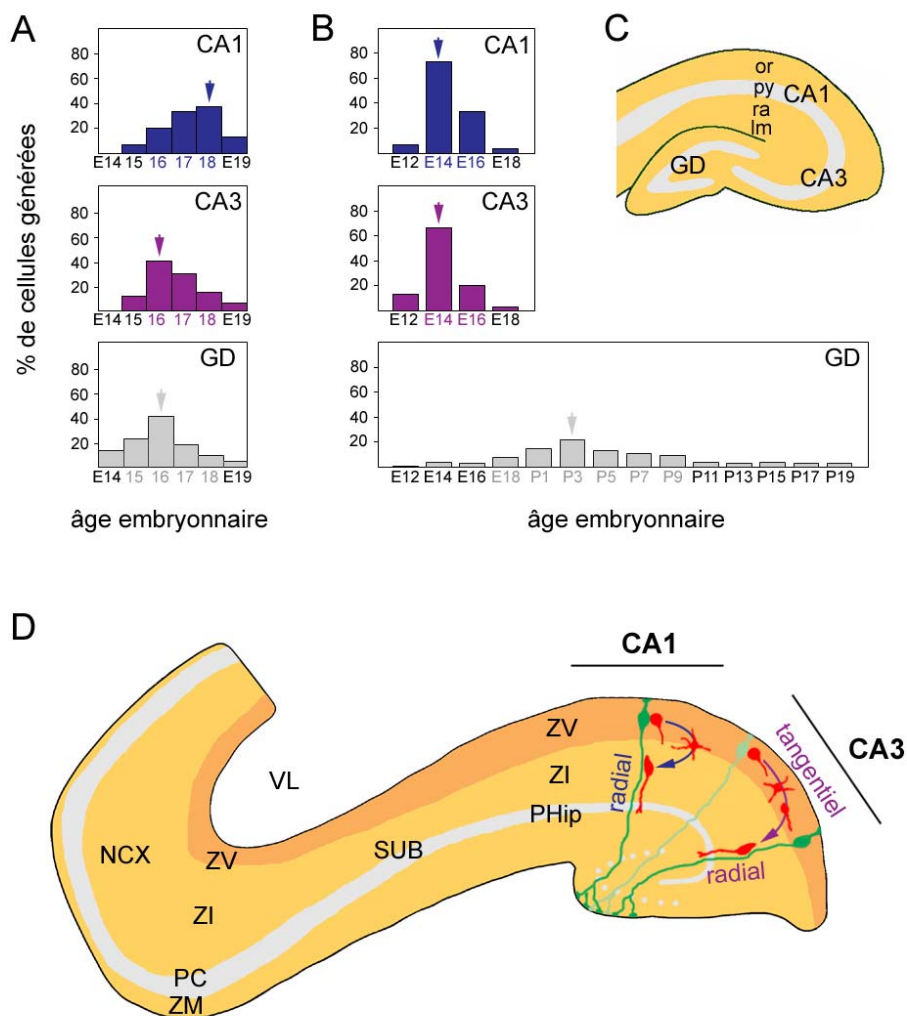 A
CA1
80
60
40
20
E14 15 16 17 18 E19
CA3
80
60
40
20
E14 15 16 17 18 E19
GD
80
60
40
20
E14 15 16 17 18 E19
% de cellules générées
âge embryonnaire
B
CA1
80
60
40
20
E12 E14 E16 E18
CA3
80
60
40
20
E12 E14 E16 E18
GD
80
60
40
20
E12 E14 E16 E18 P1 P3 P5 P7 P9 P11 P13 P15 P17 P19
âge embryonnaire
C
or
py
ra
lm
CA1
CA3
GD
D
CA1
CA3
tangentiel
radial
radial
ZV
ZI
PHip
SUB
VL
ZV
NCX
ZI
PC
ZM